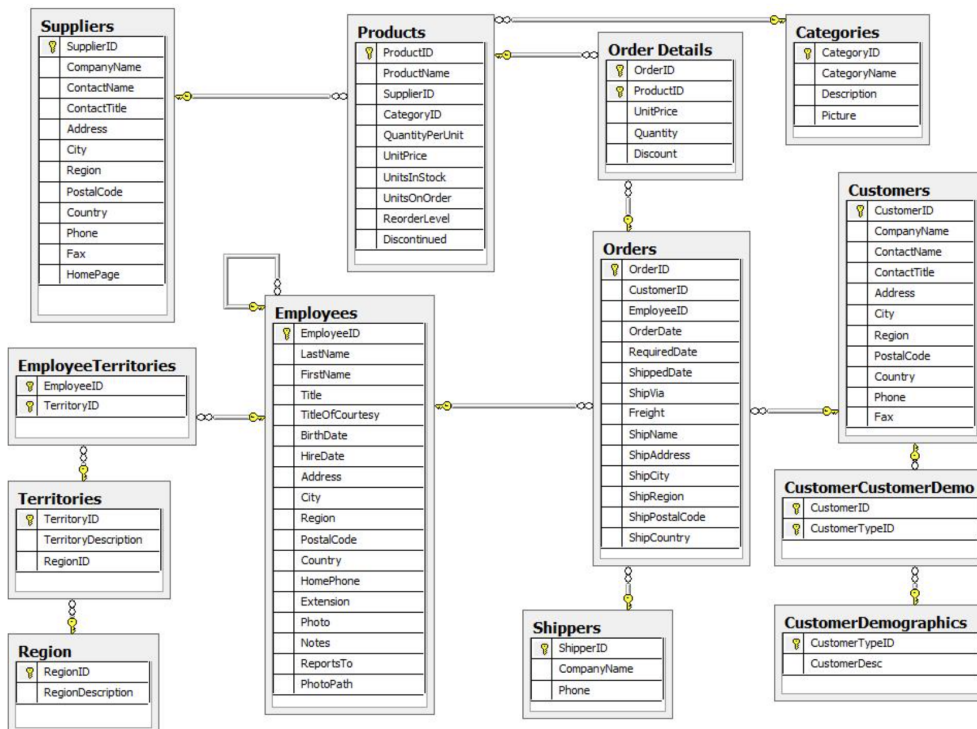 Suppliers
SupplierID
CompanyName
ContactName
ContactTitle
Address
City
Region
PostalCode
Country
Phone
Fax
HomePage
Products
ProductID
ProductName
SupplierID
CategoryID
QuantityPerUnit
UnitPrice
UnitsInStock
UnitsOnOrder
ReorderLevel
Discontinued
Order Details
OrderID
ProductID
UnitPrice
Quantity
Discount
Categories
CategoryID
CategoryName
Description
Picture
Customers
CustomerID
CompanyName
ContactName
ContactTitle
Address
City
Region
PostalCode
Country
Phone
Fax
Orders
OrderID
CustomerID
EmployeeID
OrderDate
RequiredDate
ShippedDate
ShipVia
Freight
ShipName
ShipAddress
ShipCity
ShipRegion
ShipPostalCode
ShipCountry
Employees
EmployeeID
LastName
FirstName
Title
TitleOfCourtesy
BirthDate
HireDate
Address
City
Region
PostalCode
Country
HomePhone
Extension
Photo
Notes
ReportsTo
PhotoPath
EmployeeTerritories
EmployeeID
TerritoryID
Territories
TerritoryID
TerritoryDescription
RegionID
Region
RegionID
RegionDescription
Shippers
ShipperID
CompanyName
Phone
CustomerCustomerDemo
CustomerID
CustomerTypeID
CustomerDemographics
CustomerTypeID
CustomerDesc